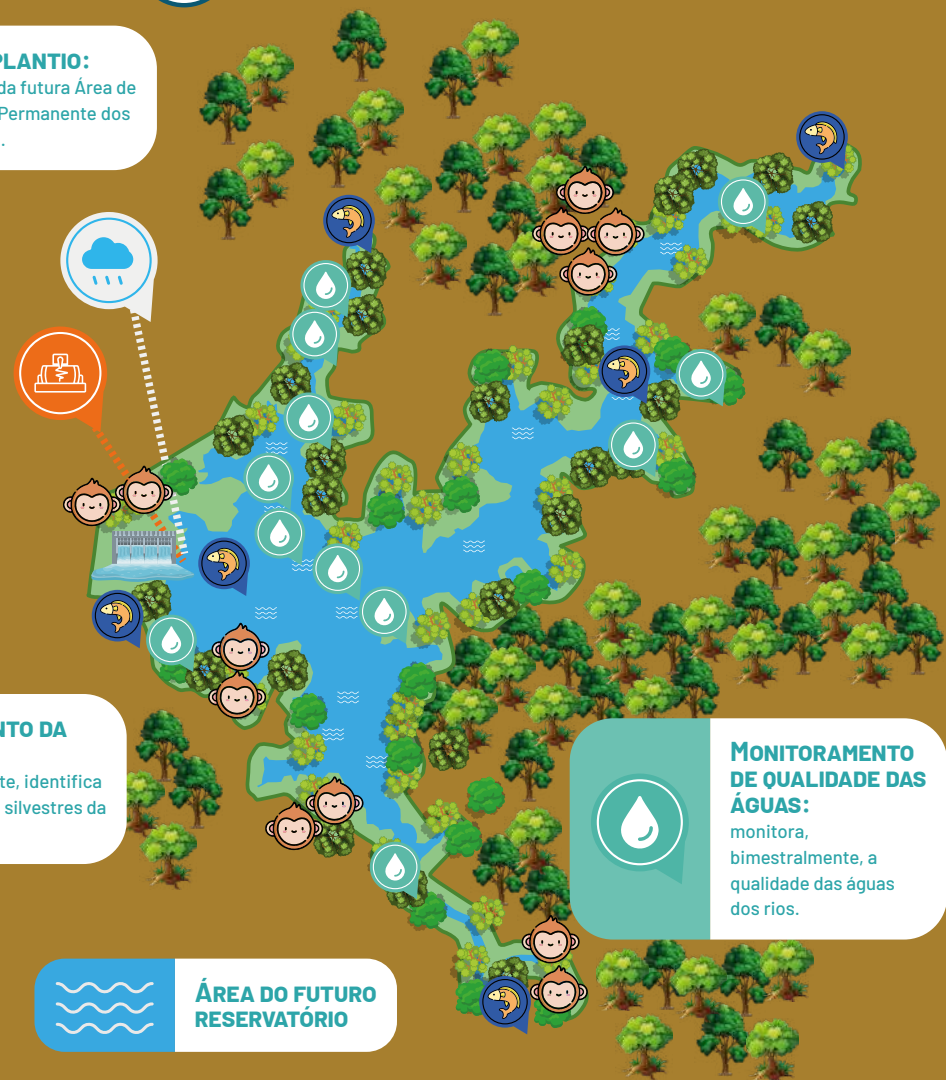 PLANTIO:
da futura Área de
Permanente dos
.
NTO DA
te, identifica
silvestres da
MONITORAMENTO
DE QUALIDADE DAS
ÁGUAS:
monitora,
bimestralmente, a
qualidade das águas
dos rios.
ÁREA DO FUTURO
RESERVATÓRIO